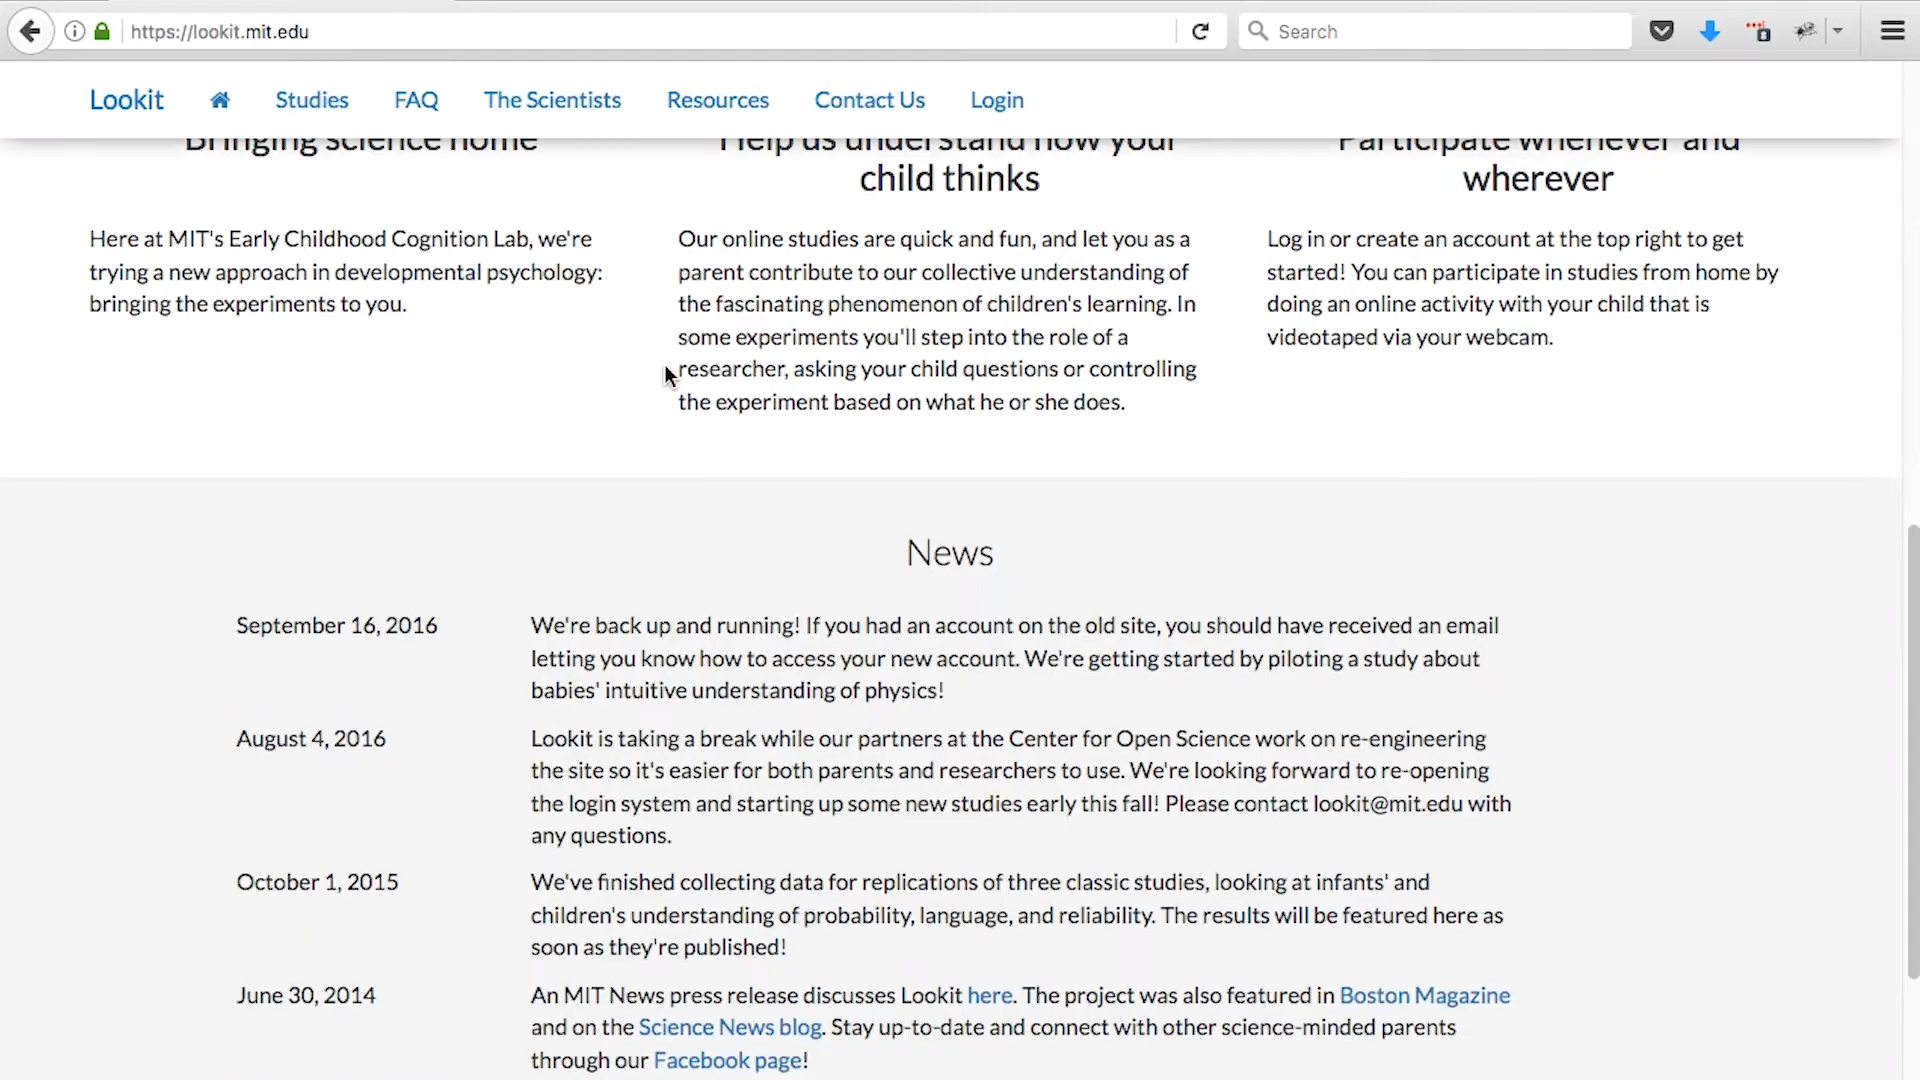 https://lookit.mit.edu
Search
Lookit
Studies
FAQ
The Scientists
Resources
Contact Us
Login
Bringing science home
Here at MIT's Early Childhood Cognition Lab, we're
trying a new approach in developmental psychology:
bringing the experiments to you.
Help us understand how your
child thinks
Our online studies are quick and fun, and let you as a
parent contribute to our collective understanding of
the fascinating phenomenon of children's learning. In
some experiments you'll step into the role of a
researcher, asking your child questions or controlling
the experiment based on what he or she does.
Participate whenever and
wherever
Log in or create an account at the top right to get
started! You can participate in studies from home by
doing an online activity with your child that is
videotaped via your webcam.
News
September 16, 2016
We're back up and running! If you had an account on the old site, you should have received an email
letting you know how to access your new account. We're getting started by piloting a study about
babies' intuitive understanding of physics!
August 4, 2016
Lookit is taking a break while our partners at the Center for Open Science work on re-engineering
the site so it's easier for both parents and researchers to use. We're looking forward to re-opening
the login system and starting up some new studies early this fall! Please contact lookit@mit.edu with
any questions.
October 1, 2015
We've finished collecting data for replications of three classic studies, looking at infants' and
children's understanding of probability, language, and reliability. The results will be featured here as
soon as they're published!
June 30, 2014
An MIT News press release discusses Lookit here. The project was also featured in Boston Magazine
and on the Science News blog. Stay up-to-date and connect with other science-minded parents
through our Facebook page!